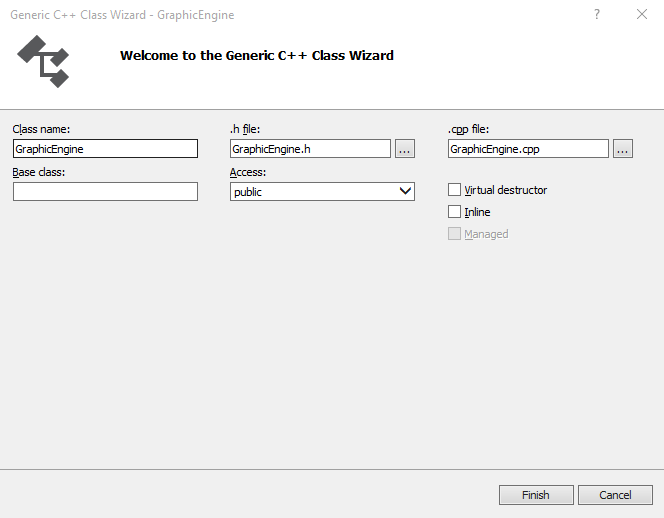 Generic C++ Class Wizard - GraphicEngine
?
Welcome to the Generic C++ Class Wizard
Class name: .h file: .cpp file:
GraphicEngine GraphicEngine.h ... GraphicEngine.cpp ...
Base class: Access:
public Virtual destructor
Inline
Managed
Finish Cancel